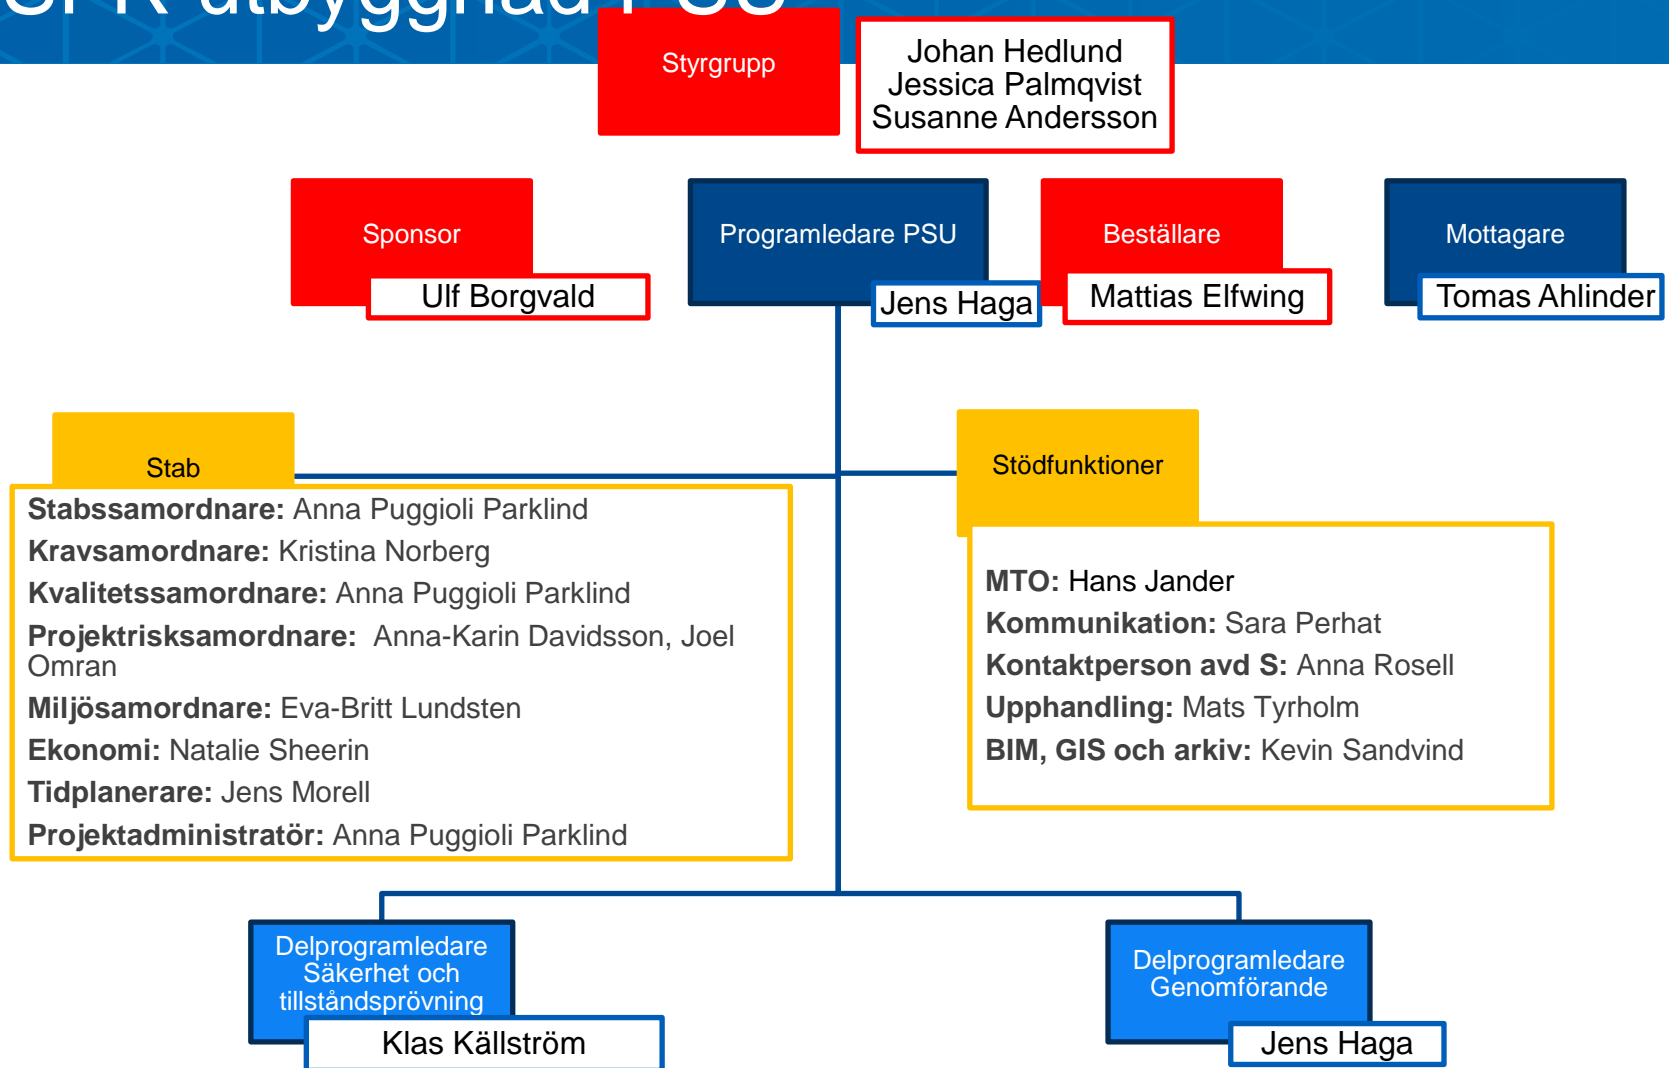 SFR-utbyggnad PSU
Styrgrupp
Johan Hedlund
Jessica Palmqvist
Susanne Andersson
Sponsor
Ulf Borgvald
Programledare PSU
Jens Haga
Beställare
Mattias Elfwing
Mottagare
Tomas Ahlinder
Stab
Stabssamordnare: Anna Puggioli Parklind
Kravsamordnare: Kristina Norberg
Kvalitetssamordnare: Anna Puggioli Parklind
Projektrisksamordnare: Anna-Karin Davidsson, Joel
Omran
Miljösamordnare: Eva-Britt Lundsten
Ekonomi: Natalie Sheerin
Tidplanerare: Jens Morell
Projektadministratör: Anna Puggioli Parklind
Stödfunktioner
MTO: Hans Jander
Kommunikation: Sara Perhat
Kontaktperson avd S: Anna Rosell
Upphandling: Mats Tyrholm
BIM, GIS och arkiv: Kevin Sandvind
Delprogramledare
Säkerhet och
tillståndsprövning
Klas Källström
Delprogramledare
Genomförande
Jens Haga